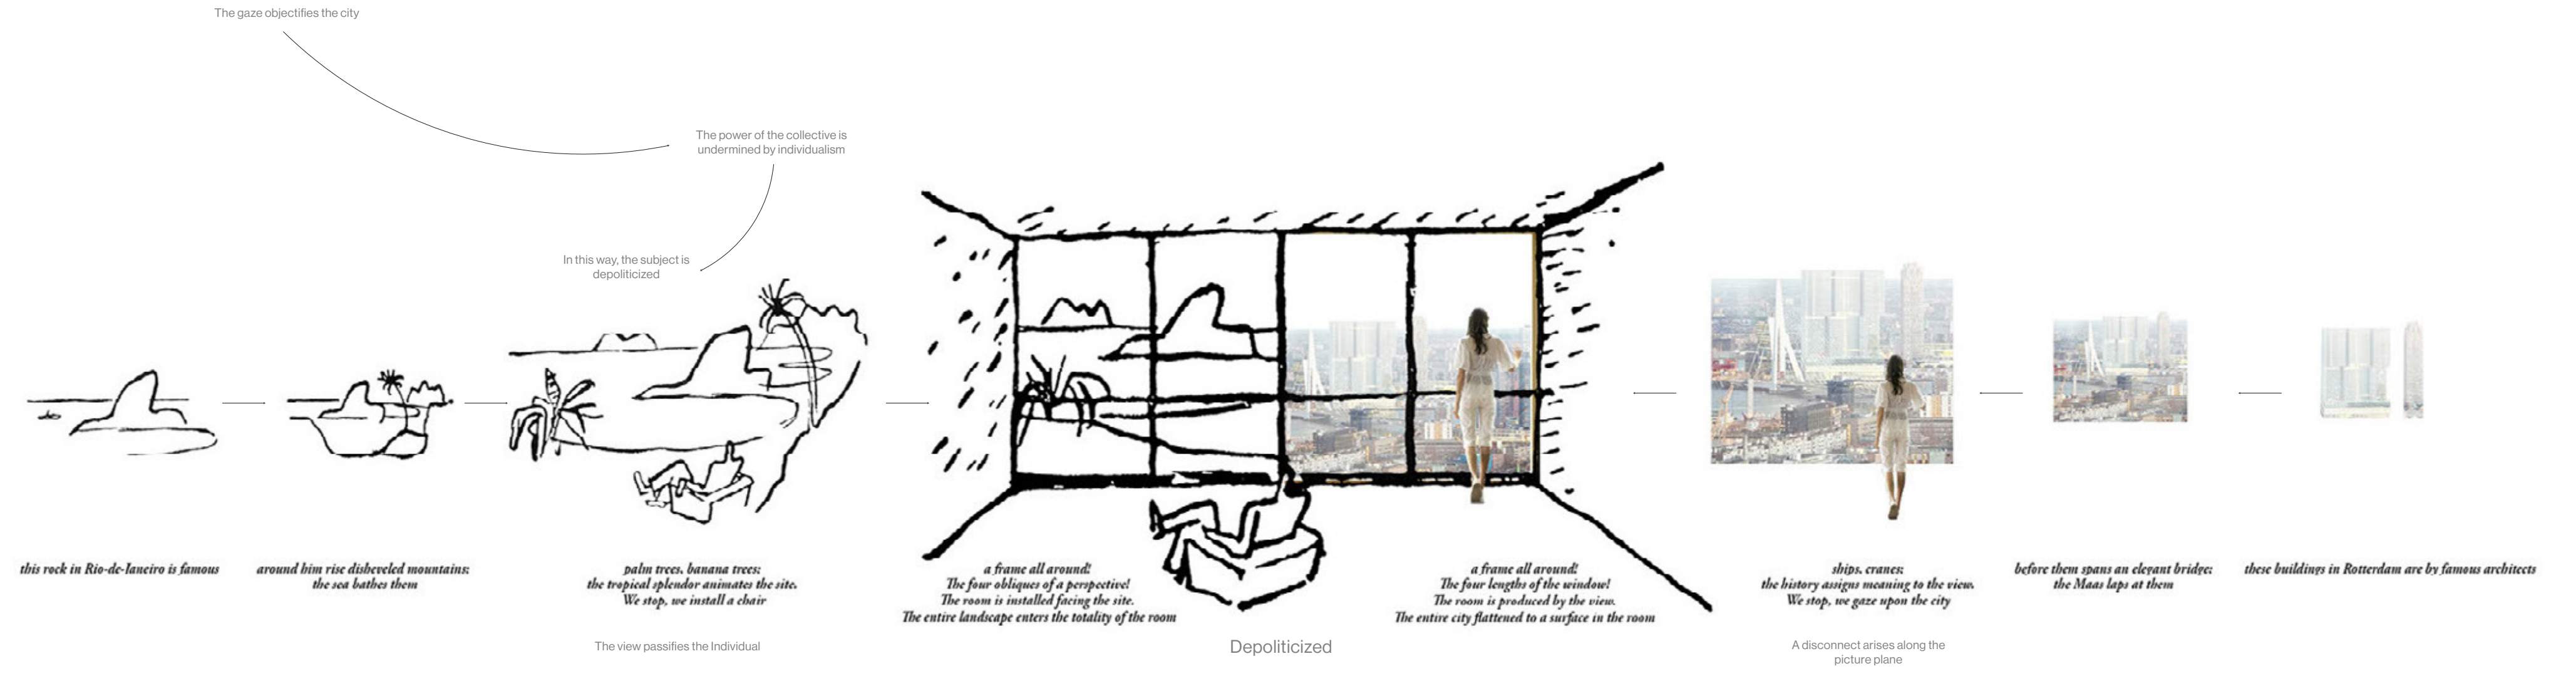 The gaze objectifies the city
The power of the collective is
undermined by individualism
In this way, the subject is
depoliticized
this rock in Rio-de-Janeiro is famous
around him rise disheveled mountains;
the sea bathes them
palm trees, banana trees;
the tropical splendor animates the site.
We stop, we install a chair
a frame all around!
The four obliques of a perspective!
The room is installed facing the site.
The entire landscape enters the totality of the room
a frame all around!
The four lengths of the window!
The room is produced by the view.
The entire city flattened to a surface in the room
ships, cranes;
the history assigns meaning to the view.
We stop, we gaze upon the city
before them spans an elegant bridge;
the Maas laps at them
these buildings in Rotterdam are by famous architects
The view passifies the Individual
Depoliticized
A disconnect arises along the
picture plane